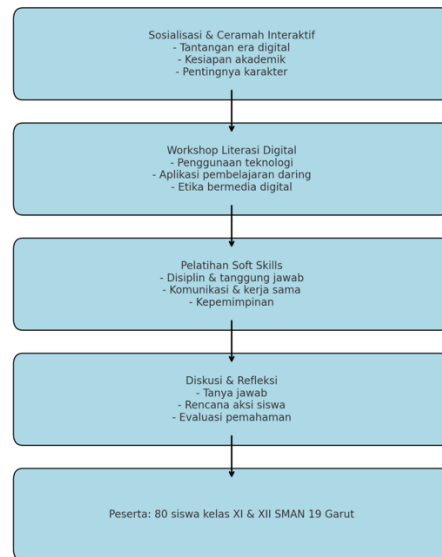 Sosialisasi & Ceramah Interaktif
- Tantangan era digital
- Kesiapan akademik
- Pentingnya karakter
Workshop Literasi Digital
- Penggunaan teknologi
- Aplikasi pembelajaran daring
- Etika bermedia digital
Pelatihan Soft Skills
- Disiplin & tanggung jawab
- Komunikasi & kerja sama
- Kepemimpinan
Diskusi & Refleksi
- Tanya jawab
- Rencana aksi siswa
- Evaluasi pemahaman
Peserta: 80 siswa kelas XI & XII SMAN 19 Garut